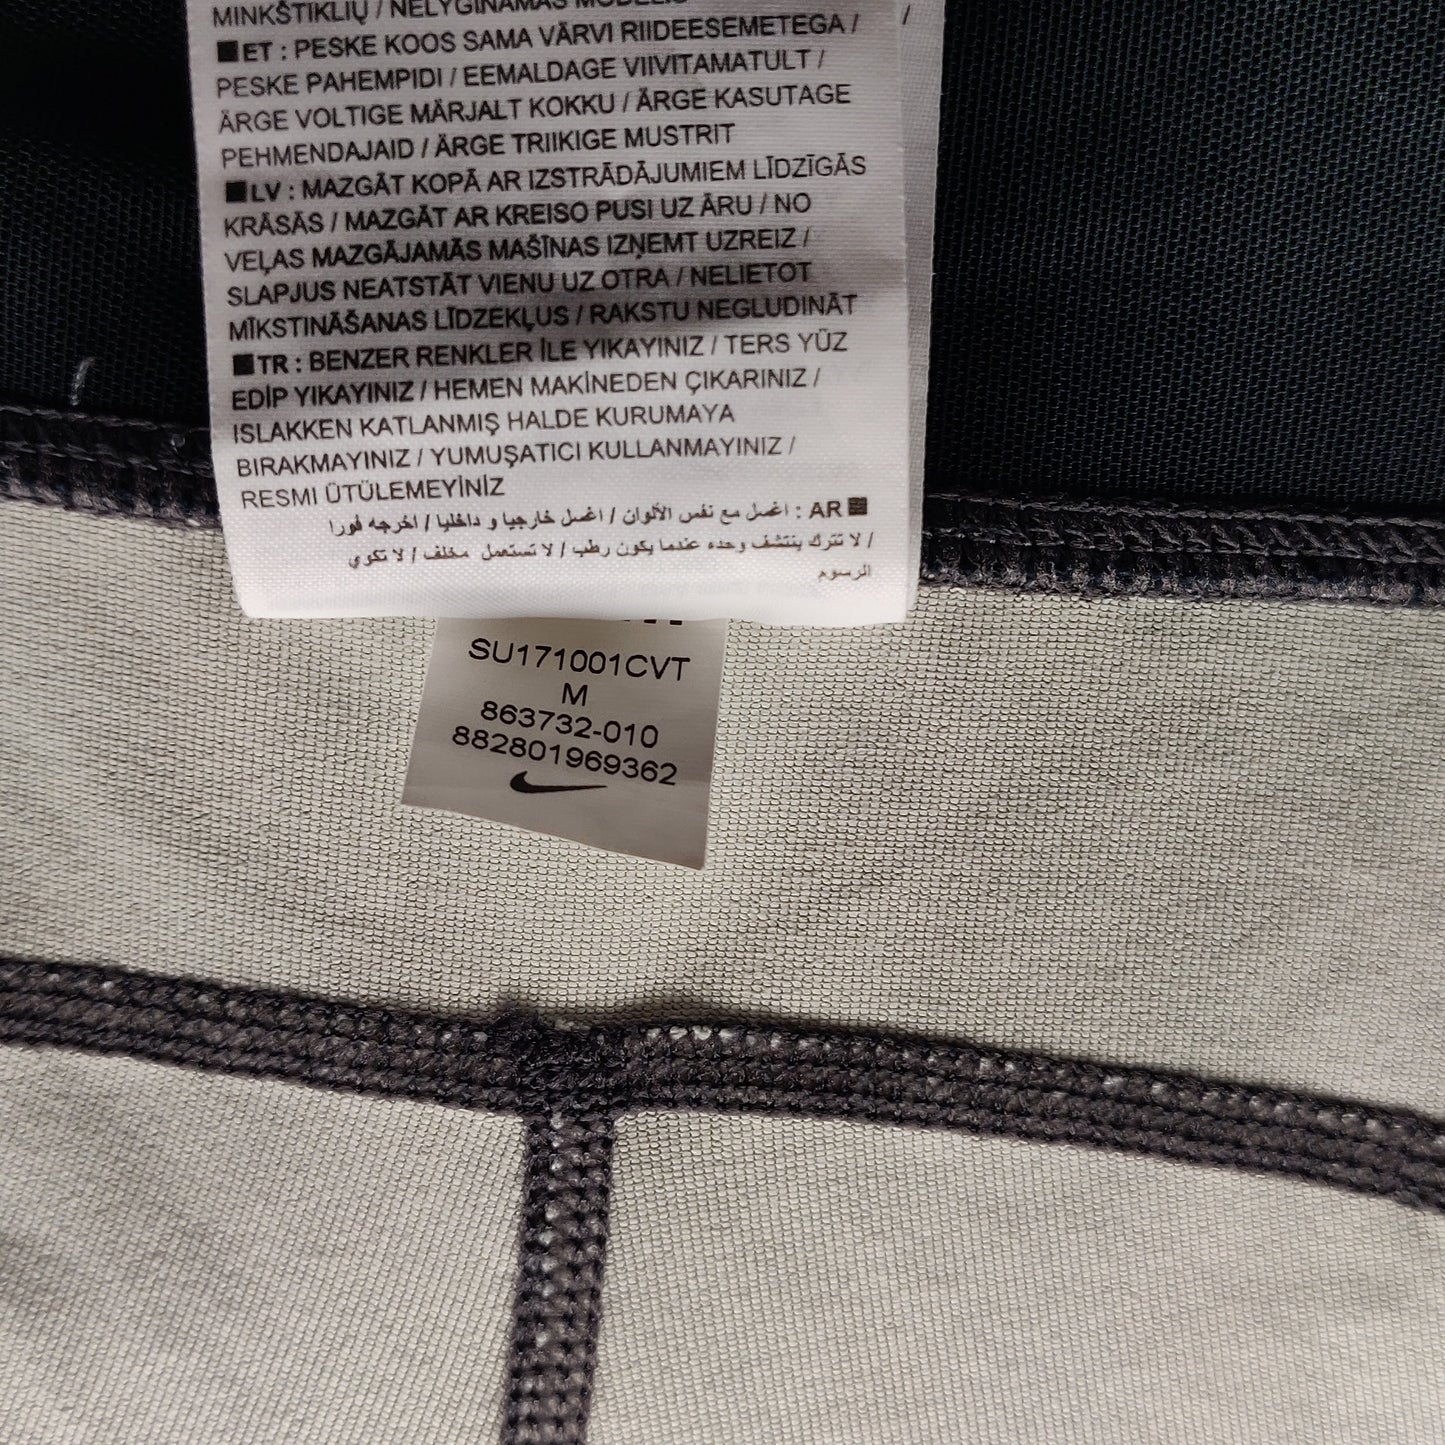 MINKŠTIKLIŲ / NELYGINAMAS MODELIS
■ET : PESKE KOOS SAMA VÄRVI RIIDEESEMETEGA /
PESKE PAHEMPIDI / EEMALDAGE VIIVITAMATULT /
ÄRGE VOLTIGE MÄRJALT KOKKU / ÄRGE KASUTAGE
PEHMENDAJAID / ÄRGE TRIIKIGE MUSTRIT
■LV : MAZGĀT KOPĀ AR IZSTRĀDĀJUMIEM LĪDZĪGĀS
KRĀSĀS / MAZGĀT AR KREISO PUSI UZ ĀRU / NO
VEĻAS MAZGĀJAMĀS MAŠĪNAS IZŅEMT UZREIZ /
SLAPJUS NEATSTĀT VIENU UZ OTRA / NELIETOT
MĪKSTINĀŠANAS LĪDZEKĻUS / RAKSTU NEGLUDINĀT
■TR : BENZER RENKLER İLE YIKAYINIZ / TERS YÜZ
EDİP YIKAYINIZ / HEMEN MAKİNEDEN ÇIKARINIZ /
ISLAKKEN KATLANMIŞ HALDE KURUMAYA
BIRAKMAYINIZ / YUMUŞATICI KULLANMAYINIZ /
RESMI ÜTÜLEMEYİNİZ
■AR : اغسل مع نفس الألوان / اغسل خارجيا و داخليا / اخرجه فورا
/ لا تترك ينتشف وحده عندما يكون رطب / لا تستعمل مخلف / لا تكوي
الرسوم
SU171001CVT
M
863732-010
882801969362